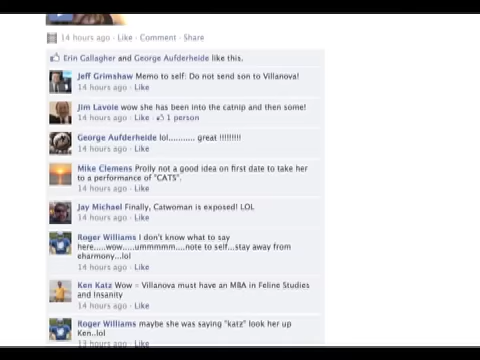 14 hours ago · Like · Comment · Share
Erin Gallagher and George Aufderheide like this.
Jeff Grimshaw Memo to self: Do not send son to Villanova!
14 hours ago · Like
Jim Lavoie wow she has been into the catnip and then some!
14 hours ago · Like · 1 person
George Aufderheide lol........... great !!!!!!!!!
14 hours ago · Like
Mike Clemens Prolly not a good idea on first date to take her
to a performance of "CATS".
14 hours ago · Like
Jay Michael Finally, Catwoman is exposed! LOL
14 hours ago · Like
Roger Williams I don't know what to say
here.....wow.....ummmmm....note to self...stay away from
eharmony...lol
14 hours ago · Like
Ken Katz Wow = Villanova must have an MBA in Feline Studies
and Insanity
14 hours ago · Like
Roger Williams maybe she was saying "katz" look her up
Ken..lol
13 hours ago · Like